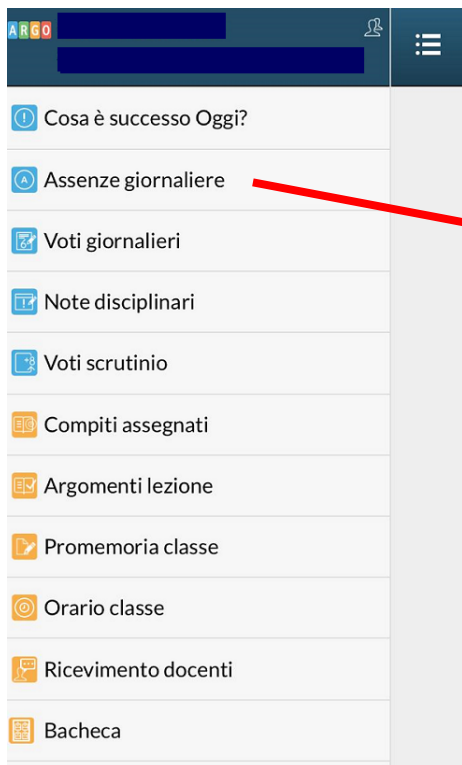 ARGO
Cosa è successo Oggi?
Assenze giornaliere
Voti giornalieri
Note disciplinari
Voti scrutinio
Compiti assegnati
Argomenti lezione
Promemoria classe
Orario classe
Ricevimento docenti
Bacheca